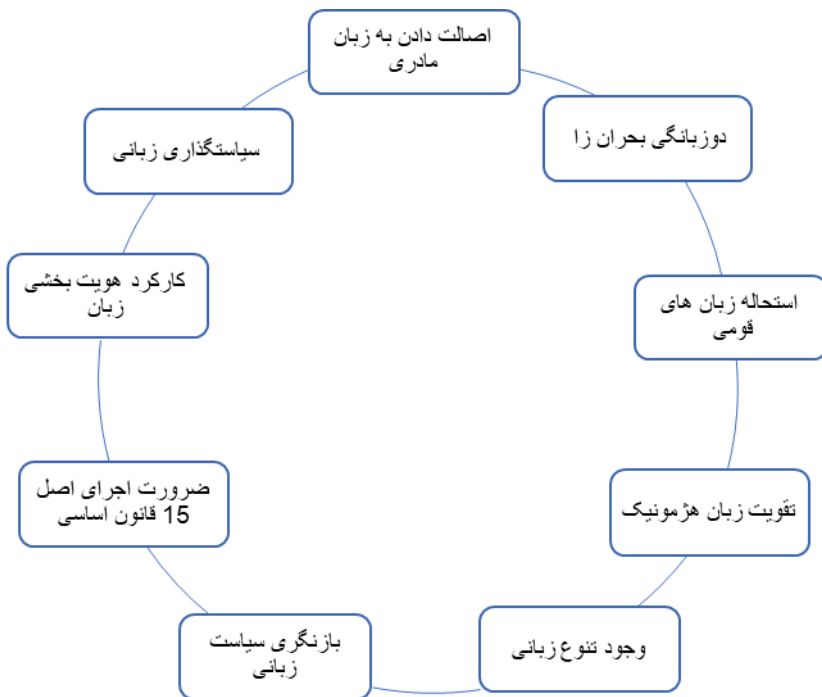 اصالت دادن به زبان
مادری
دوزبانگی بحران زا
استحاله زبان های
قومی
تقویت زبان هژمونیک
وجود تنوع زبانی
بازنگری سیاست
زبانی
ضرورت اجرای اصل
15 قانون اساسی
کارکرد هویت بخشی
زبان
سیاستگذاری زبانی